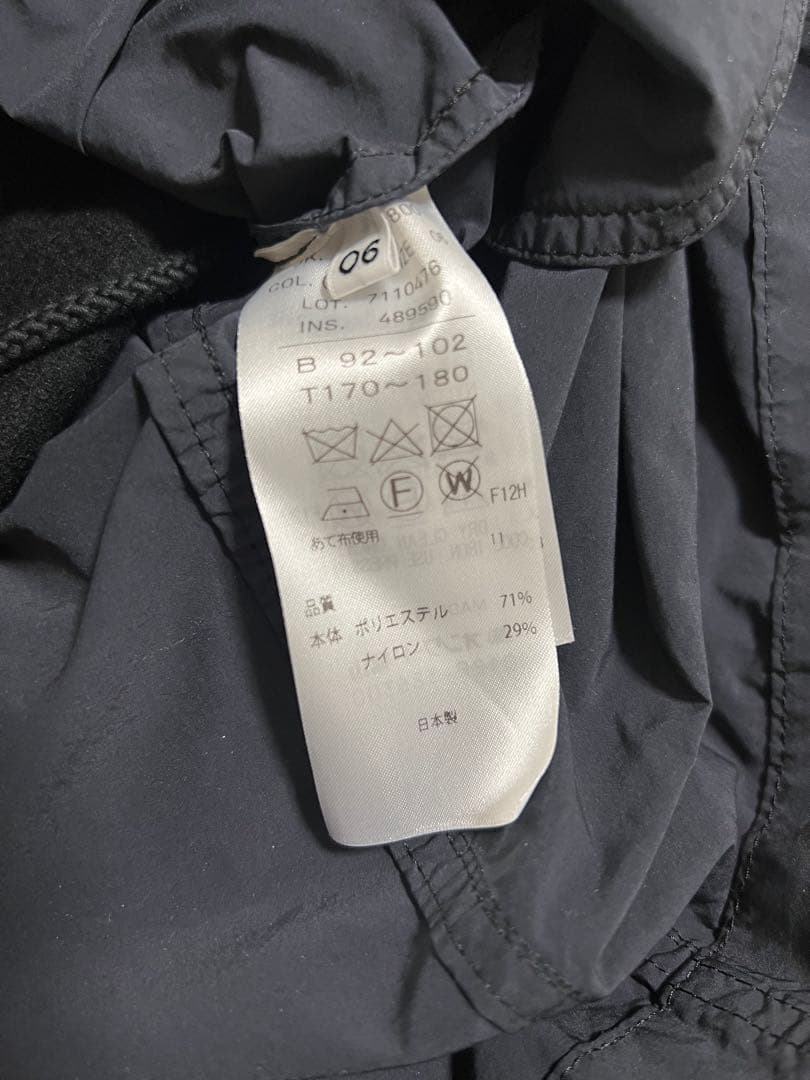 06
COL.
LOT. 7110476
INS. 489590
B 92〜102
T170〜180
F W F12H
あて布使用 11
品質
本体 ポリエステル 71%
ナイロン 29%
日本製